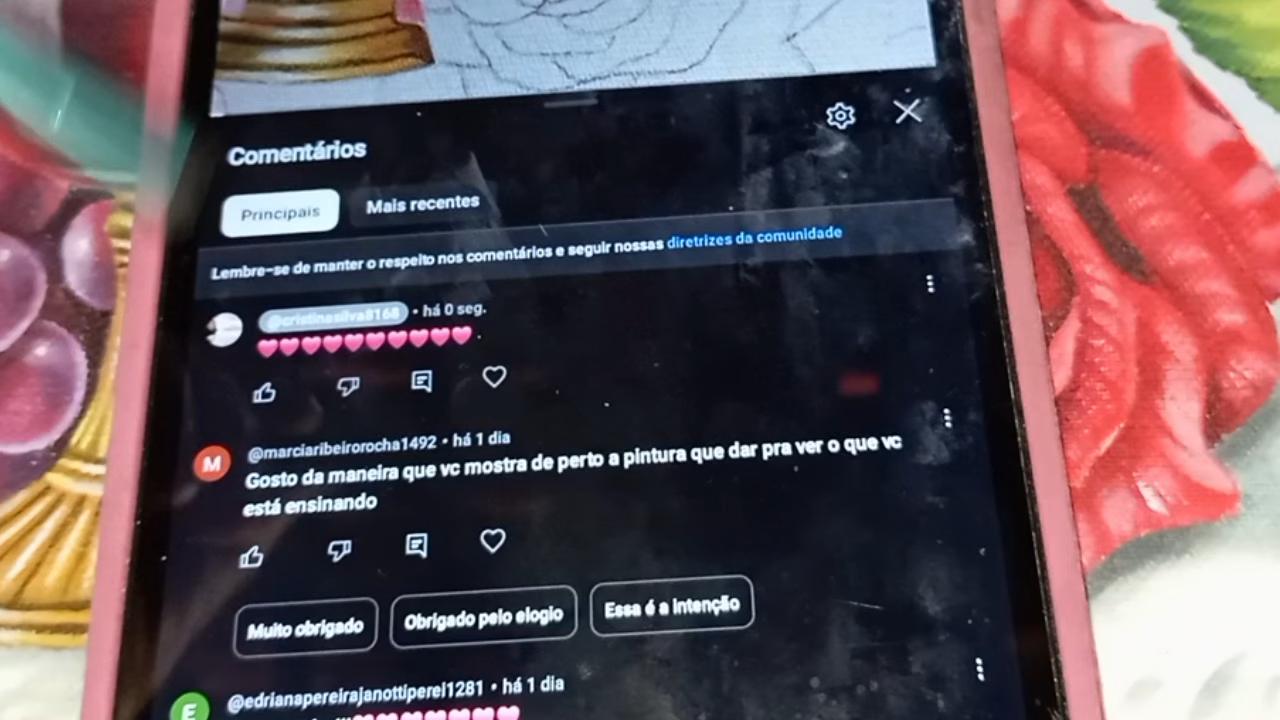 Comentários
Principais
Mais recentes
Lembre-se de manter o respeito nos comentários e seguir nossas diretrizes da comunidade
@cristinasilva8168 • há 0 seg.
M
@marciaribeirorocha1492 • há 1 dia
Gosto da maneira que vc mostra de perto a pintura que dar pra ver o que vc
está ensinando
Muito obrigado
Obrigado pelo elogio
Essa é a intenção
E
@edrianapereirajanottiperei1281 • há 1 dia